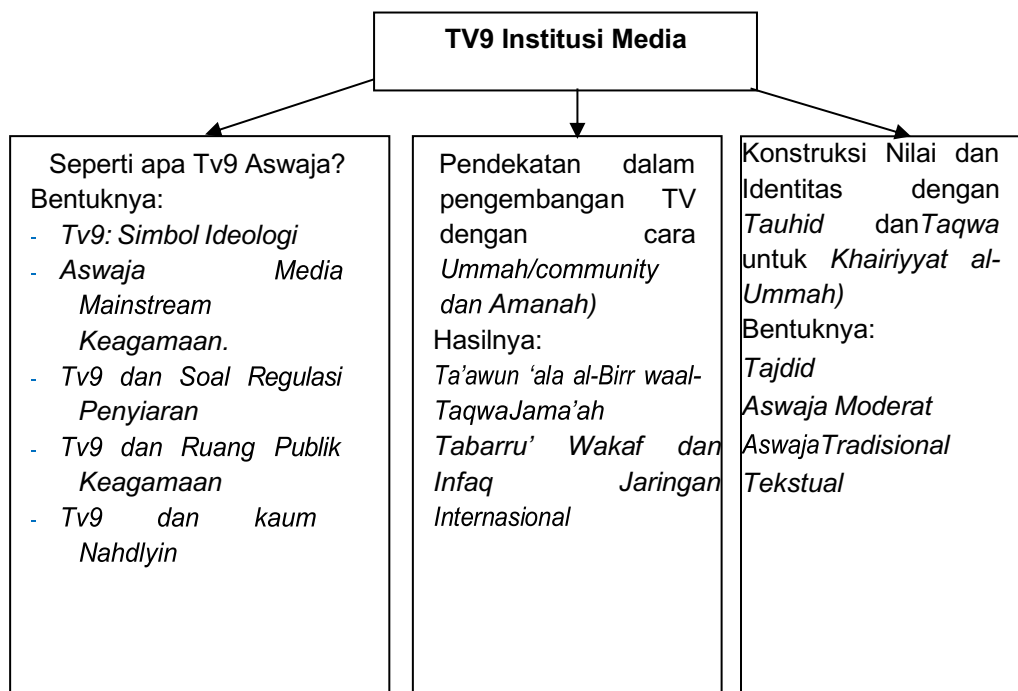 TV9 Institusi Media
Seperti apa Tv9 Aswaja?
Bentuknya:
- Tv9: Simbol Ideologi
- Aswaja Media
Mainstream
Keagamaan.
- Tv9 dan Soal Regulasi
Penyiaran
- Tv9 dan Ruang Publik
Keagamaan
- Tv9 dan kaum
Nahdlyin
Pendekatan dalam
pengembangan TV
dengan cara
Ummah/community
dan Amanah)
Hasilnya:
Ta'awun ‘ala al-Birr waal-
TaqwaJama'ah
Tabarru’ Wakaf dan
Infaq Jaringan
Internasional
Konstruksi Nilai dan
Identitas dengan
Tauhid danTaqwa
untuk Khairiyyat al-
Ummah)
Bentuknya:
Tajdid
Aswaja Moderat
AswajaTradisional
Tekstual